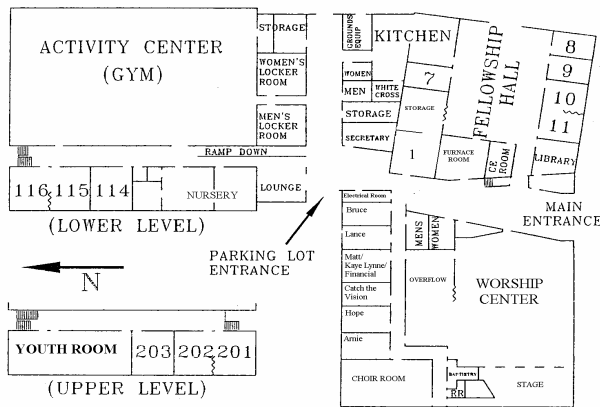 ACTIVITY CENTER
(GYM)
STORAGE
WOMEN'S
LOCKER
ROOM
MEN'S
LOCKER
ROOM
RAMP DOWN
116
115
114
NURSERY
LOUNGE
(LOWER LEVEL)
N
PARKING LOT
ENTRANCE
YOUTH ROOM
203
202
201
(UPPER LEVEL)
GROUNDS
EQUIP
KITCHEN
WOMEN
MEN
WHITE
CROSS
STORAGE
SECRETARY
7
STORAGE
1
FURNACE
ROOM
FELLOWSHIP
HALL
CE
ROOM
8
9
10
11
LIBRARY
MAIN
ENTRANCE
Electrical Room
Bruce
Lance
Matt/
Kaye Lynne/
Financial
Catch the
Vision
Hope
Arnie
CHOIR ROOM
MENS
WOMENS
OVERFLOW
WORSHIP
CENTER
BAPTISTRY
RR
STAGE